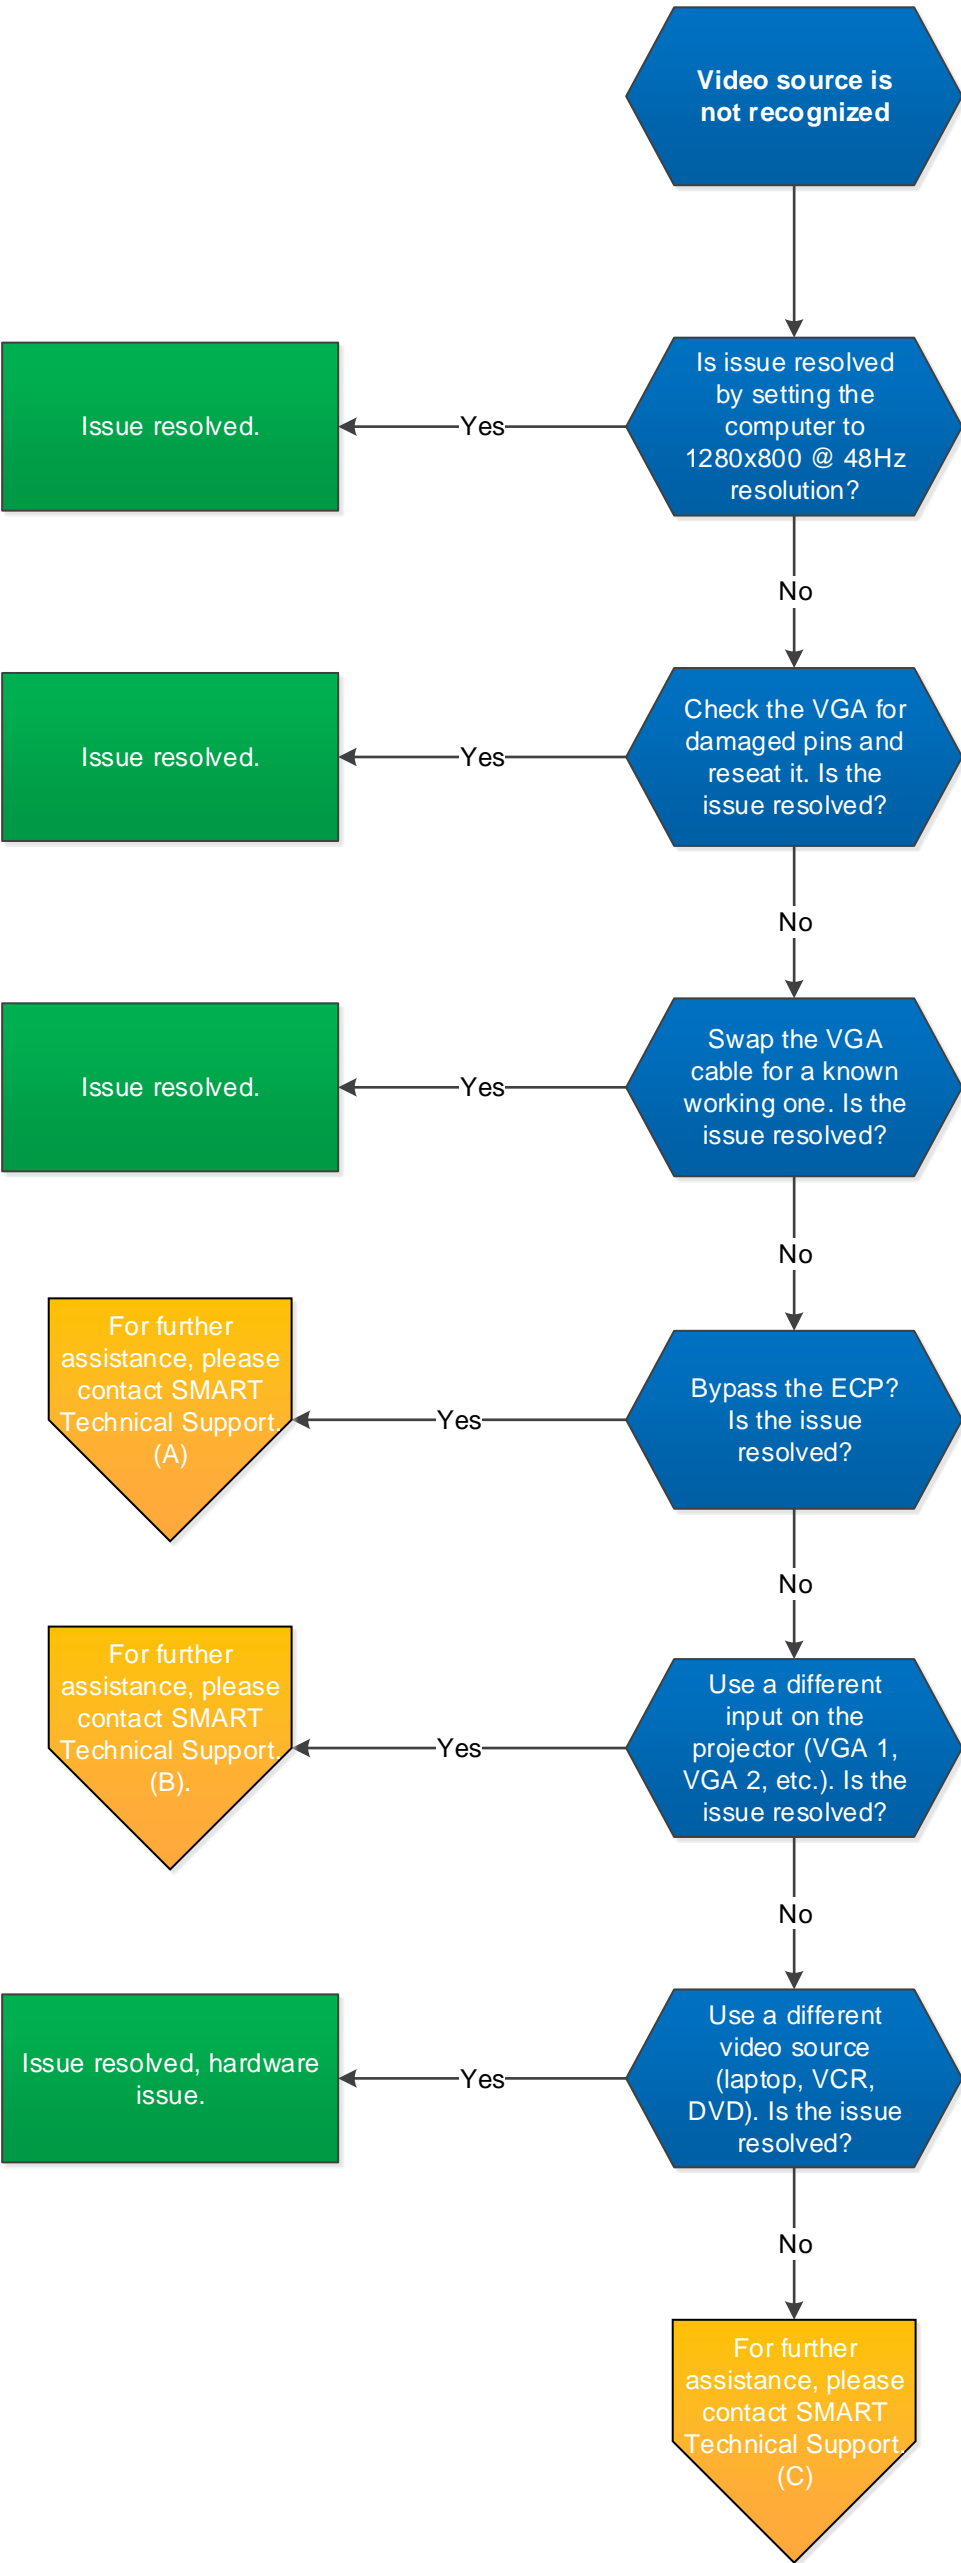 Video source is
not recognized
Is issue resolved
by setting the
computer to
1280x800 @ 48Hz
resolution?
Yes
Issue resolved.
No
Check the VGA for
damaged pins and
reseat it. Is the
issue resolved?
Yes
Issue resolved.
No
Swap the VGA
cable for a known
working one. Is the
issue resolved?
Yes
Issue resolved.
No
Bypass the ECP?
Is the issue
resolved?
Yes
For further
assistance, please
contact SMART
Technical Support.
(A)
No
Use a different
input on the
projector (VGA 1,
VGA 2, etc.). Is the
issue resolved?
Yes
For further
assistance, please
contact SMART
Technical Support.
(B).
No
Use a different
video source
(laptop, VCR,
DVD). Is the issue
resolved?
Yes
Issue resolved, hardware
issue.
No
For further
assistance, please
contact SMART
Technical Support.
(C)